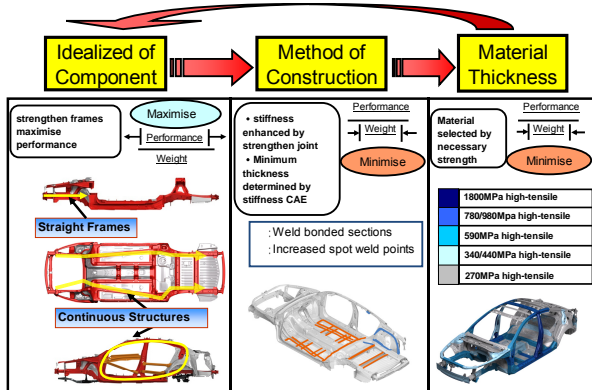 Idealized of
Component
Method of
Construction
Material
Thickness
strengthen frames
maximise
performance
Maximise
Performance
Weight
Straight Frames
Continuous Structures
• stiffness
enhanced by
strengthen joint
• Minimum
thickness
determined by
stiffness CAE
Performance
Weight
Minimise
:Weld bonded sections
:Increased spot weld points
Material
selected by
necessary
strength
Performance
Weight
Minimise
1800MPa high-tensile
780/980Mpa high-tensile
590MPa high-tensile
340/440MPa high-tensile
270MPa high-tensile